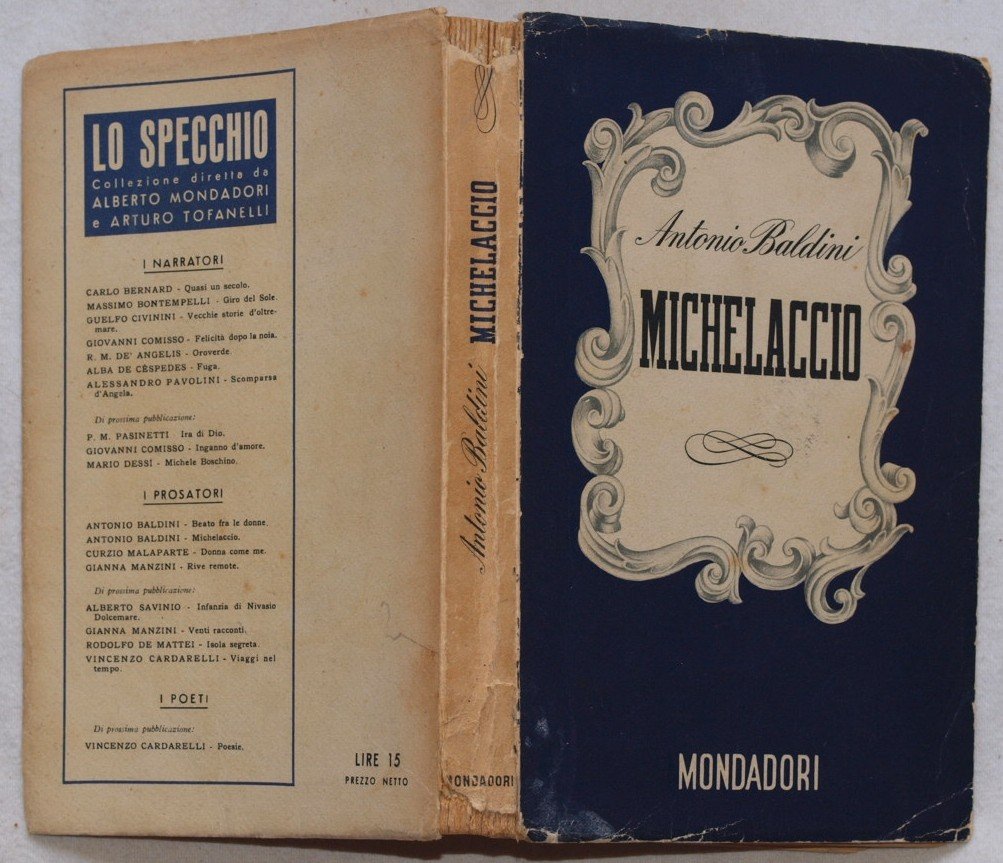 LO SPECCHIO
Collezione diretta da
ALBERTO MONDADORI
e ARTURO TOFANELLI
I NARRATORI
CARLO BERNARD - Quasi un secolo.
MASSIMO BONTEMPELLI - Giro del Sole.
GUELFO CIVININI - Vecchie storie d'oltre-
mare.
GIOVANNI COMISSO - Felicità dopo la noia.
R. M. DE' ANGELIS - Oroverde
ALBA DE CÈSPEDES - Fuga.
ALESSANDRO PAVOLINI - Scomparsa
d'Angela.
Di prossima pubblicazione:
P. M. PASINETTI Ira di Dio.
GIOVANNI COMISSO - Inganno d'amore.
MARIO DESSÍ - Michele Boschino.
I PROSATORI
ANTONIO BALDINI - Beato fra le donne.
ANTONIO BALDINI - Michelaccio.
CURZIO MALAPARTE - Donna come me.
GIANNA MANZINI - Rive remote.
Di prossima pubblicazione:
ALBERTO SAVINIO - Infanzia di Nivasio
Dolcemare.
GIANNA MANZINI - Venti racconti.
RODOLFO DE MATTEI - Isola segreta.
VINCENZO CARDARELLI - Viaggi nel
tempo.
I POETI
Di prossima pubblicazione:
VINCENZO CARDARELLI - Poesie.
LIRE 15
PREZZO NETTO
Antonio Baldini MICHELACCIO
MONDADORI
Antonio Baldini
MICHELACCIO
MONDADORI